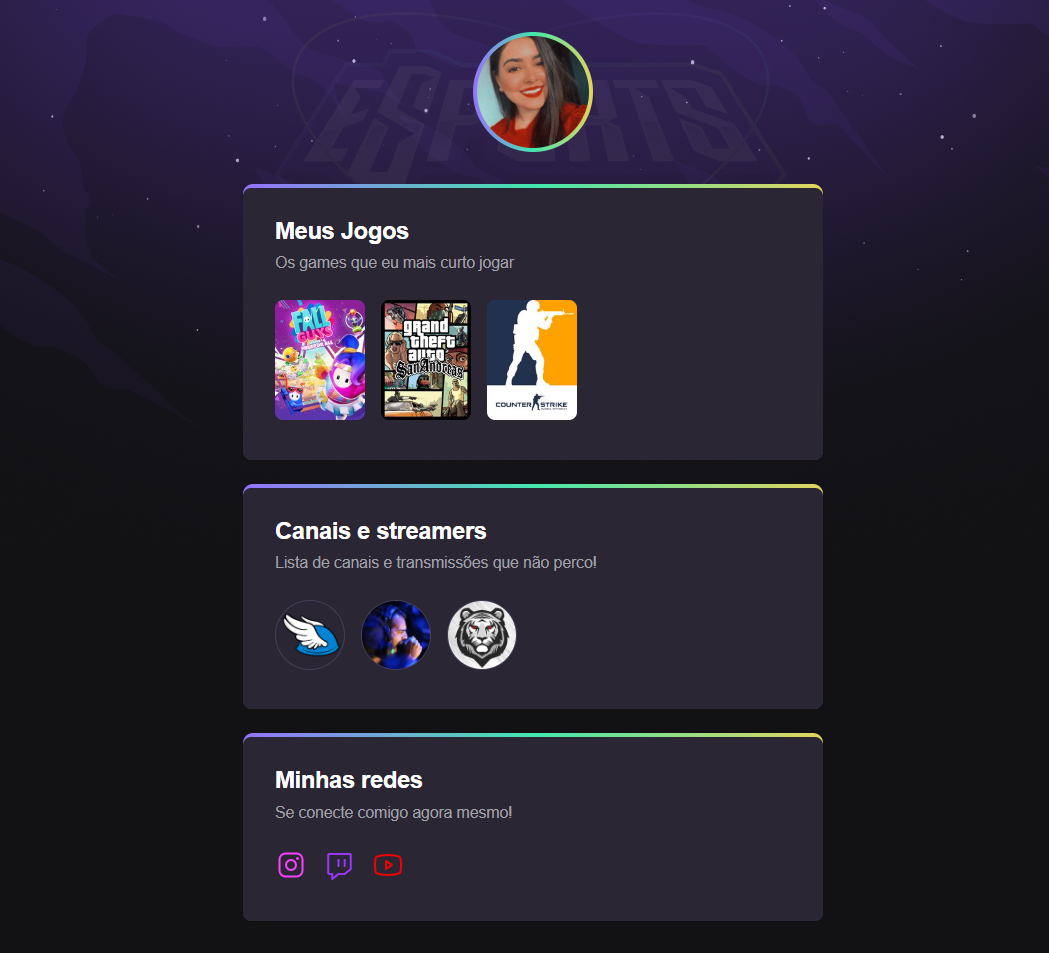 ESPORTS
Meus Jogos
Os games que eu mais curto jogar
FALL
GUYS
grand
theft
auto
San Andreas
COUNTER STRIKE
Canais e streamers
Lista de canais e transmissões que não perco!
Minhas redes
Se conecte comigo agora mesmo!